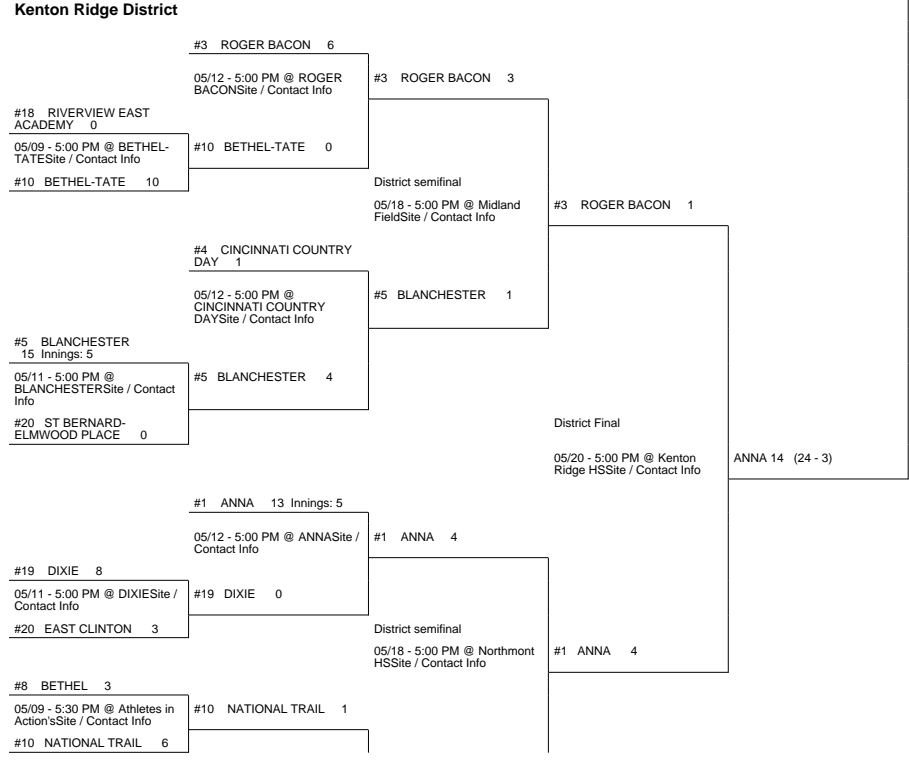 Kenton Ridge District
#3 ROGER BACON 6
05/12 - 5:00 PM @ ROGER
BACONSite / Contact Info
#3 ROGER BACON 3
#18 RIVERVIEW EAST
ACADEMY 0
05/09 - 5:00 PM @ BETHEL-
TATESite / Contact Info
#10 BETHEL-TATE 0
#10 BETHEL-TATE 10
District semifinal
05/18 - 5:00 PM @ Midland
FieldSite / Contact Info
#3 ROGER BACON 1
#4 CINCINNATI COUNTRY
DAY 1
05/12 - 5:00 PM @
CINCINNATI COUNTRY
DAYSite / Contact Info
#5 BLANCHESTER 1
#5 BLANCHESTER
15 Innings: 5
05/11 - 5:00 PM @
BLANCHESTERSite / Contact
Info
#5 BLANCHESTER 4
#20 ST BERNARD-
ELMWOOD PLACE 0
District Final
05/20 - 5:00 PM @ Kenton
Ridge HSSite / Contact Info
ANNA 14 (24 - 3)
#1 ANNA 13 Innings: 5
05/12 - 5:00 PM @ ANNASite /
Contact Info
#1 ANNA 4
#19 DIXIE 8
05/11 - 5:00 PM @ DIXIESite /
Contact Info
#19 DIXIE 0
#20 EAST CLINTON 3
District semifinal
05/18 - 5:00 PM @ Northmont
HSSite / Contact Info
#1 ANNA 4
#8 BETHEL 3
05/09 - 5:30 PM @ Athletes in
Action'sSite / Contact Info
#10 NATIONAL TRAIL 1
#10 NATIONAL TRAIL 6